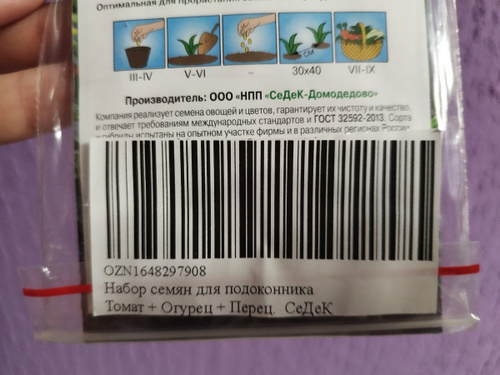 Оптимальная для прорастания
III-IV V-VI – 30x40 VII-IX
Производитель: ООО "НПП "СеДеК-Домодедово"
Компания реализует семена овощей и цветов, гарантирует их чистоту и качество,
и отвечает требованиям международных стандартов и ГОСТ 32592-2013. Сорта
и гибриды испытаны на опытном участке фирмы и в различных регионах России
OZN1648297908
Набор семян для подоконника
Томат + Огурец + Перец. СеДеК